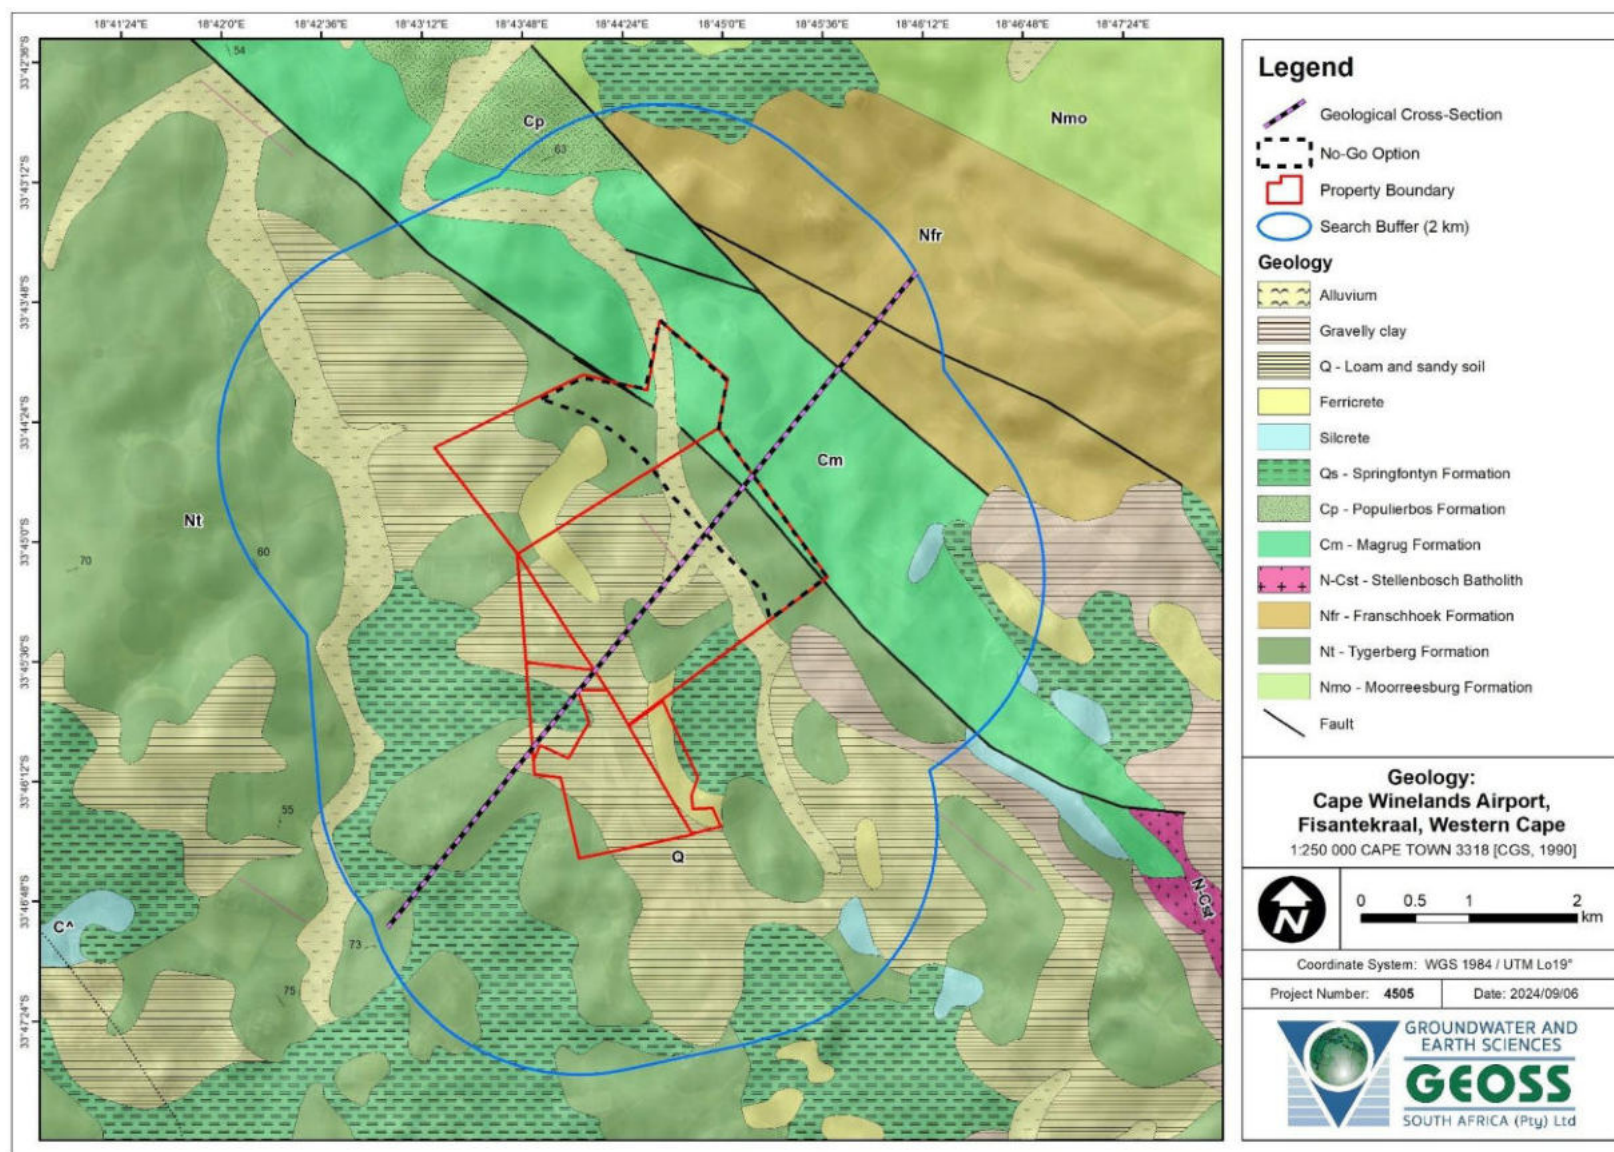 18°41'24"E 18°42'0"E 18°42'36"E 18°43'12"E 18°43'48"E 18°44'24"E 18°45'0"E 18°45'36"E 18°46'12"E 18°46'48"E 18°47'24"E
33°42'36"S
33°43'12"S
33°43'48"S
33°44'24"S
33°45'0"S
33°45'36"S
33°46'12"S
33°46'48"S
33°47'24"S
54
Cp
63
Nmo
Nfr
Cm
Nt
60
70
55
Q
N-Cst
C^
73
75
Legend
Geological Cross-Section
No-Go Option
Property Boundary
Search Buffer (2 km)
Geology
Alluvium
Gravelly clay
Q - Loam and sandy soil
Ferricrete
Silcrete
Qs - Springfontyn Formation
Cp - Populierbos Formation
Cm - Magrug Formation
N-Cst - Stellenbosch Batholith
Nfr - Franschhoek Formation
Nt - Tygerberg Formation
Nmo - Moorreesburg Formation
Fault
Geology:
Cape Winelands Airport,
Fisantekraal, Western Cape
1:250 000 CAPE TOWN 3318 [CGS, 1990]
N
0 0.5 1 2
km
Coordinate System: WGS 1984 / UTM Lo19°
Project Number: 4505 Date: 2024/09/06
GROUNDWATER AND
EARTH SCIENCES
GEOSS
SOUTH AFRICA (Pty) Ltd